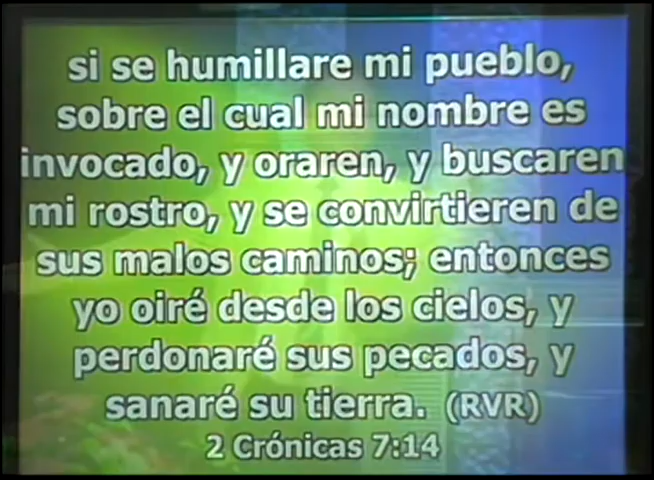 si se humillare mi pueblo,
sobre el cual mi nombre es
invocado, y oraren, y buscaren
mi rostro, y se convirtieren de
sus malos caminos; entonces
yo oiré desde los cielos, y
perdonaré sus pecados, y
sanaré su tierra. (RVR)
2 Crónicas 7:14